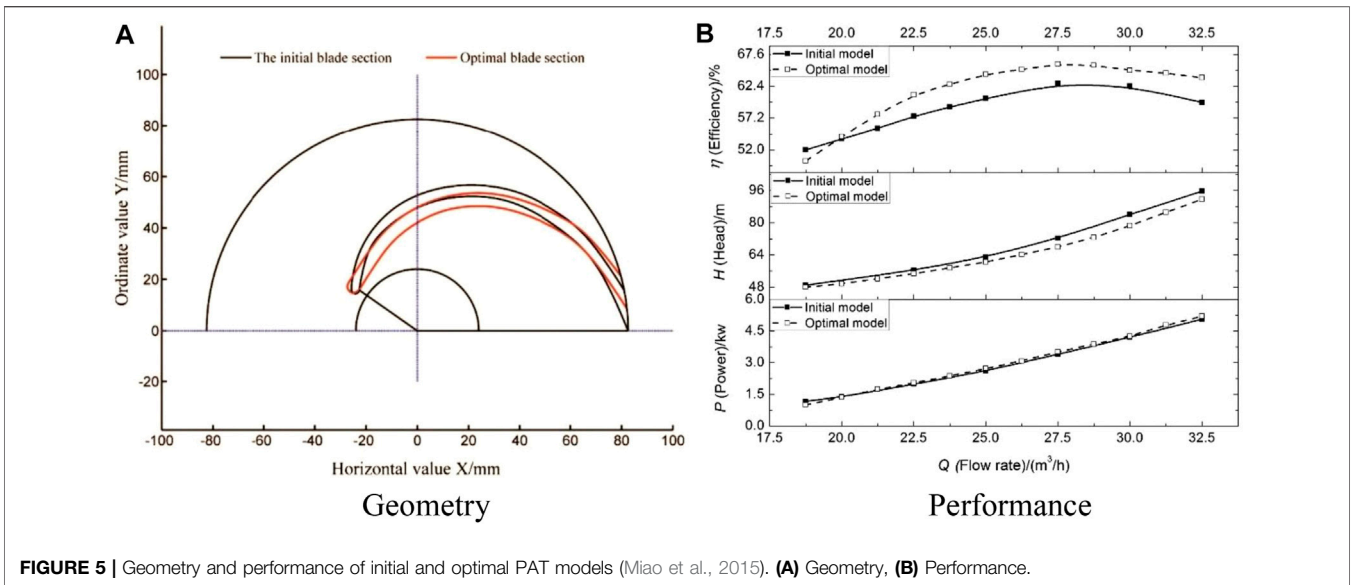 A
The initial blade section
Optimal blade section
100
80
60
40
20
0
-20
Ordinate value Y/mm
-100 -80 -60 -40 -20 0 20 40 60 80 100
Horizontal value X/mm
Geometry
B
17.5 20.0 22.5 25.0 27.5 30.0 32.5
67.6
62.4
57.2
52.0
η (Efficiency)/%
Initial model
Optimal model
96
80
64
48
H (Head)/m
Initial model
Optimal model
6.0
4.5
3.0
1.5
0.0
P (Power)/kw
Initial model
Optimal model
17.5 20.0 22.5 25.0 27.5 30.0 32.5
Q (Flow rate)/(m³/h)
Performance
FIGURE 5 | Geometry and performance of initial and optimal PAT models (Miao et al., 2015). (A) Geometry, (B) Performance.